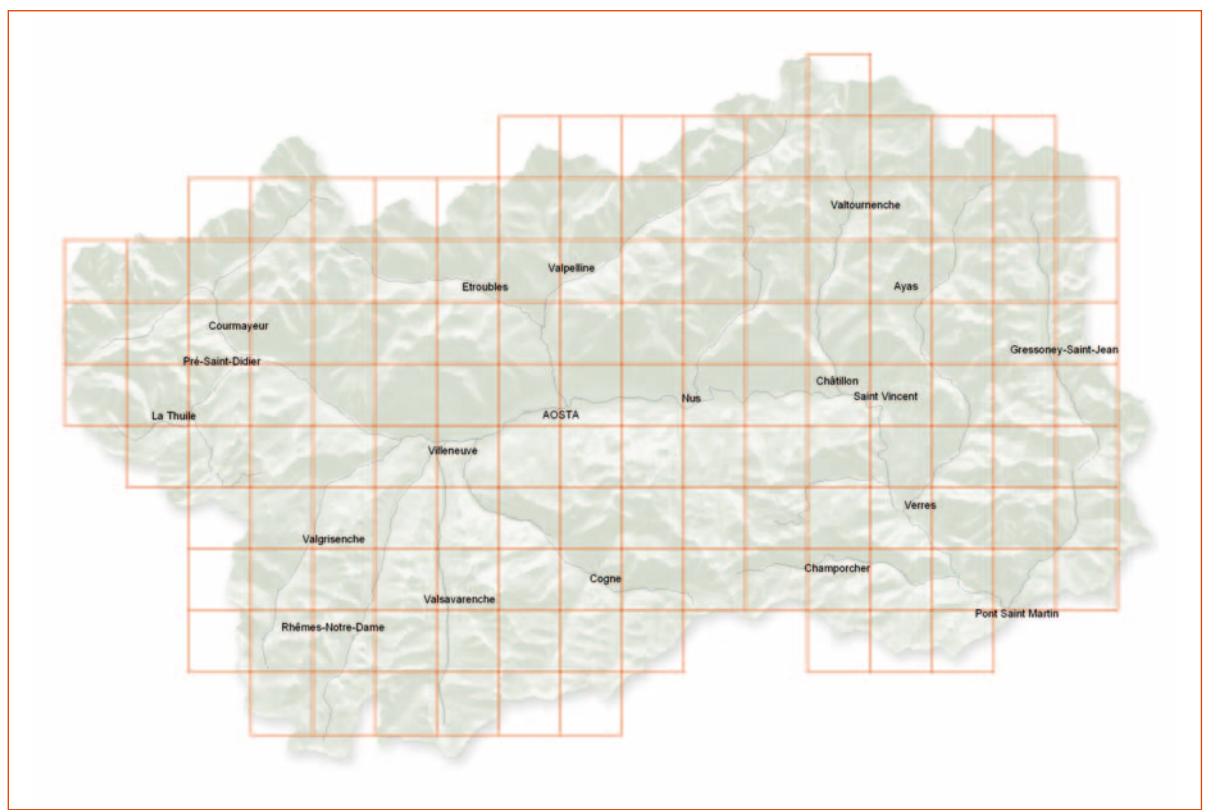 Valtournenche
Valpelline
Etroubles
Ayas
Courmayeur
Gressoney-Saint-Jean
Pré-Saint-Didier
Châtillon
Saint Vincent
Nus
La Thuile
AOSTA
Villeneuve
Verres
Valgrisenche
Champorcher
Cogne
Valsavarenche
Pont Saint Martin
Rhêmes-Notre-Dame